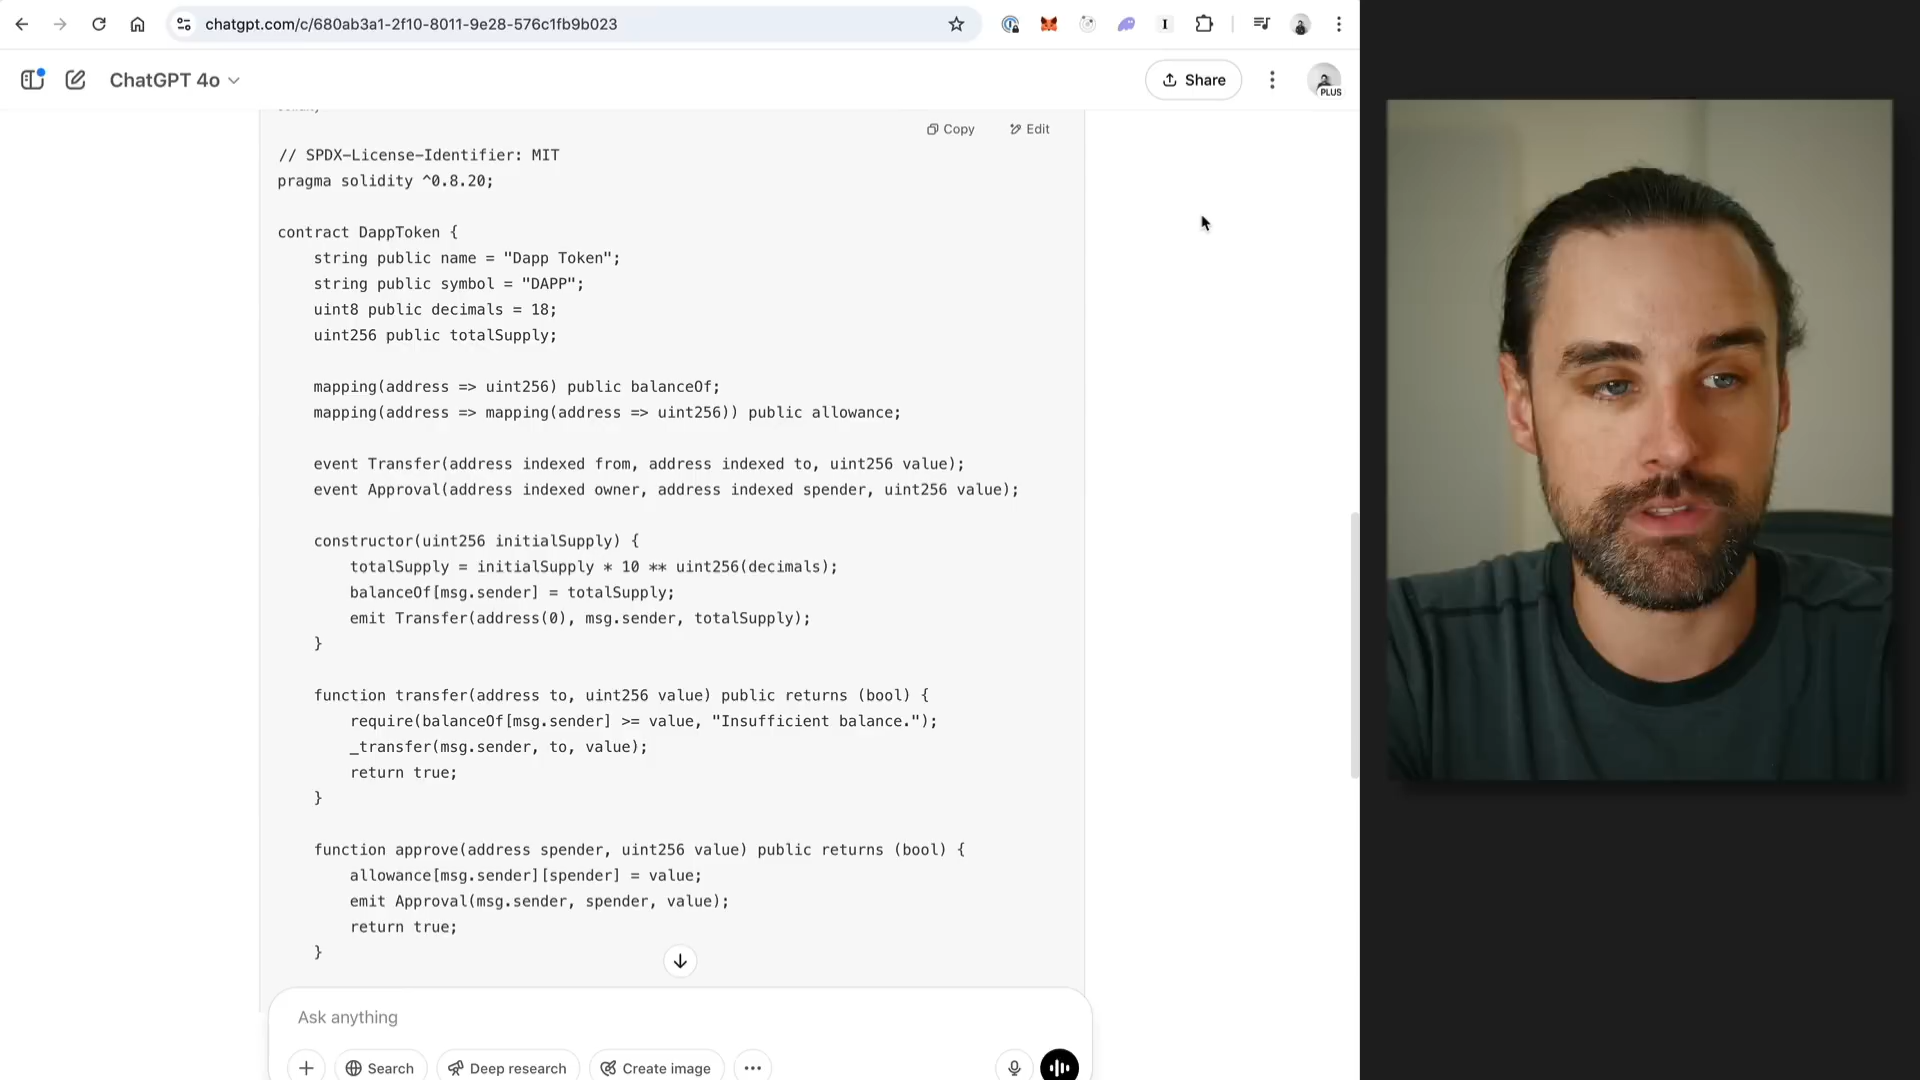 chatgpt.com/c/680ab3a1-2f10-8011-9e28-576c1fb9b023
ChatGPT 4o
Share
PLUS
Copy
Edit
// SPDX-License-Identifier: MIT
pragma solidity ^0.8.20;
contract DappToken {
string public name = "Dapp Token";
string public symbol = "DAPP";
uint8 public decimals = 18;
uint256 public totalSupply;
mapping(address => uint256) public balanceOf;
mapping(address => mapping(address => uint256)) public allowance;
event Transfer(address indexed from, address indexed to, uint256 value);
event Approval(address indexed owner, address indexed spender, uint256 value);
constructor(uint256 initialSupply) {
totalSupply = initialSupply * 10 ** uint256(decimals);
balanceOf[msg.sender] = totalSupply;
emit Transfer(address(0), msg.sender, totalSupply);
}
function transfer(address to, uint256 value) public returns (bool) {
require(balanceOf[msg.sender] >= value, "Insufficient balance.");
_transfer(msg.sender, to, value);
return true;
}
function approve(address spender, uint256 value) public returns (bool) {
allowance[msg.sender][spender] = value;
emit Approval(msg.sender, spender, value);
return true;
}
Ask anything
Search
Deep research
Create image